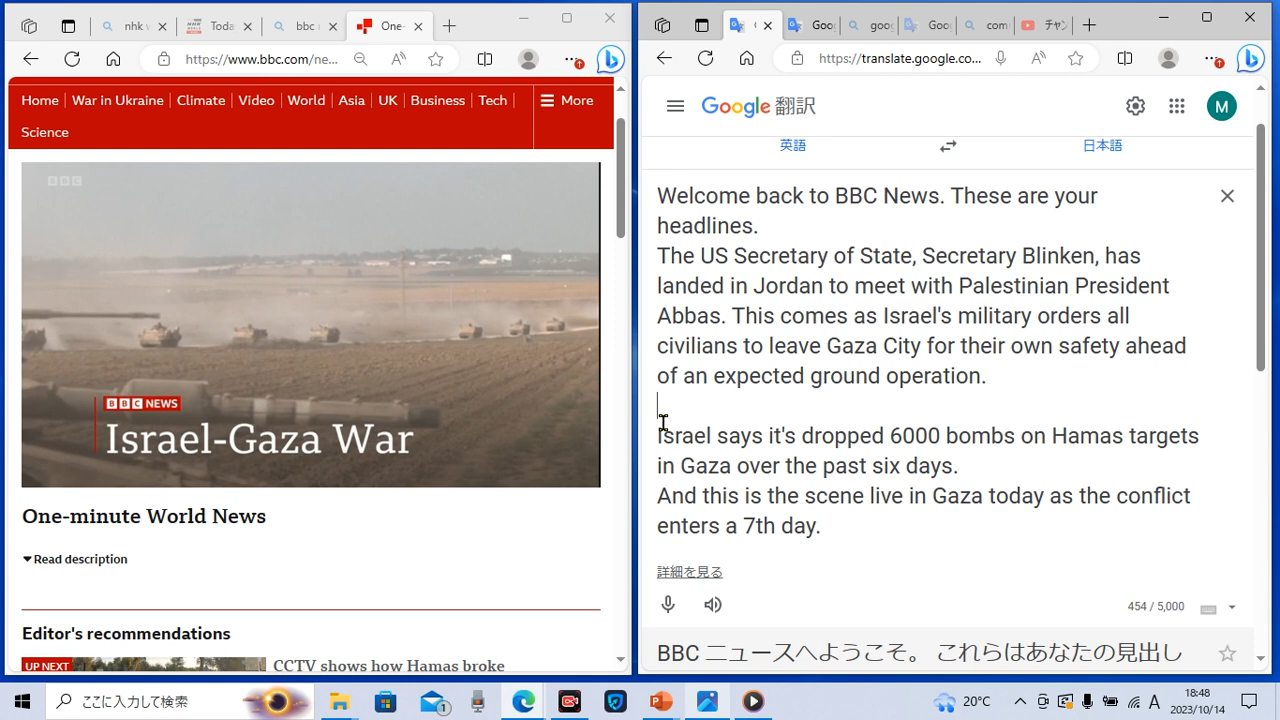 nhk w
Toda
bbc
One-
https://www.bbc.com/ne...
Home
War in Ukraine
Climate
Video
World
Asia
UK
Business
Tech
More
Science
BBC
BBC NEWS
Israel-Gaza War
One-minute World News
Read description
Editor's recommendations
UP NEXT
CCTV shows how Hamas broke
Goo
goo
Goo
com
チャン
https://translate.google.co...
Google 翻訳
M
英語
日本語
Welcome back to BBC News. These are your
headlines.
The US Secretary of State, Secretary Blinken, has
landed in Jordan to meet with Palestinian President
Abbas. This comes as Israel's military orders all
civilians to leave Gaza City for their own safety ahead
of an expected ground operation.
Israel says it's dropped 6000 bombs on Hamas targets
in Gaza over the past six days.
And this is the scene live in Gaza today as the conflict
enters a 7th day.
詳細を見る
454 / 5,000
BBC ニュースへようこそ。 これらはあなたの見出し
ここに入力して検索
1
20°C
A
18:48
2023/10/14